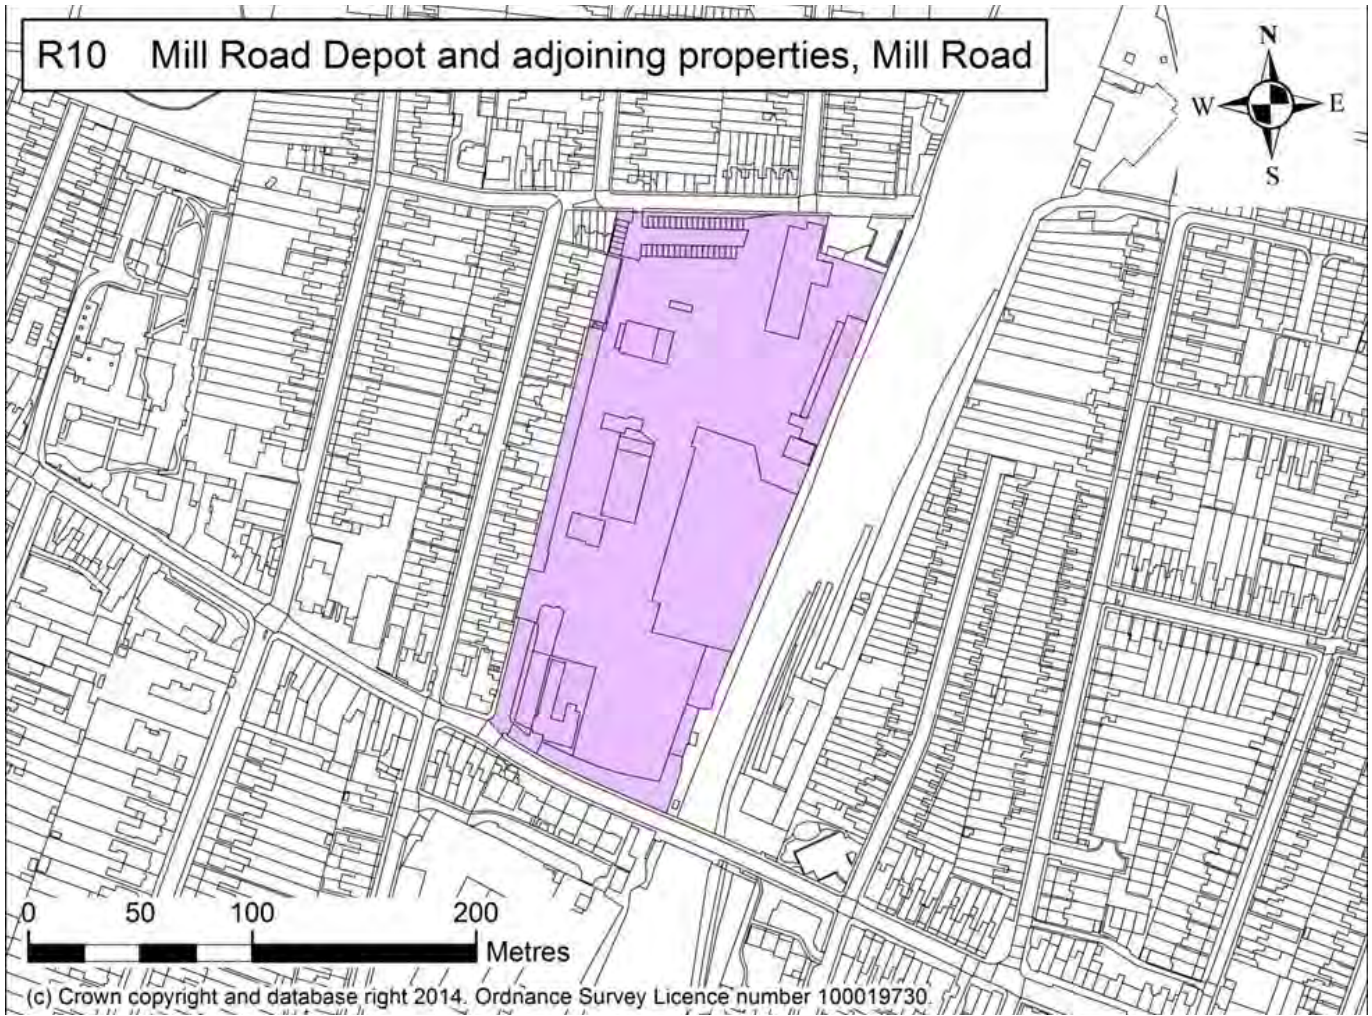 R10 Mill Road Depot and adjoining properties, Mill Road
N
W E
S
0 50 100 200
Metres
(c) Crown copyright and database right 2014. Ordnance Survey Licence number 100019730.